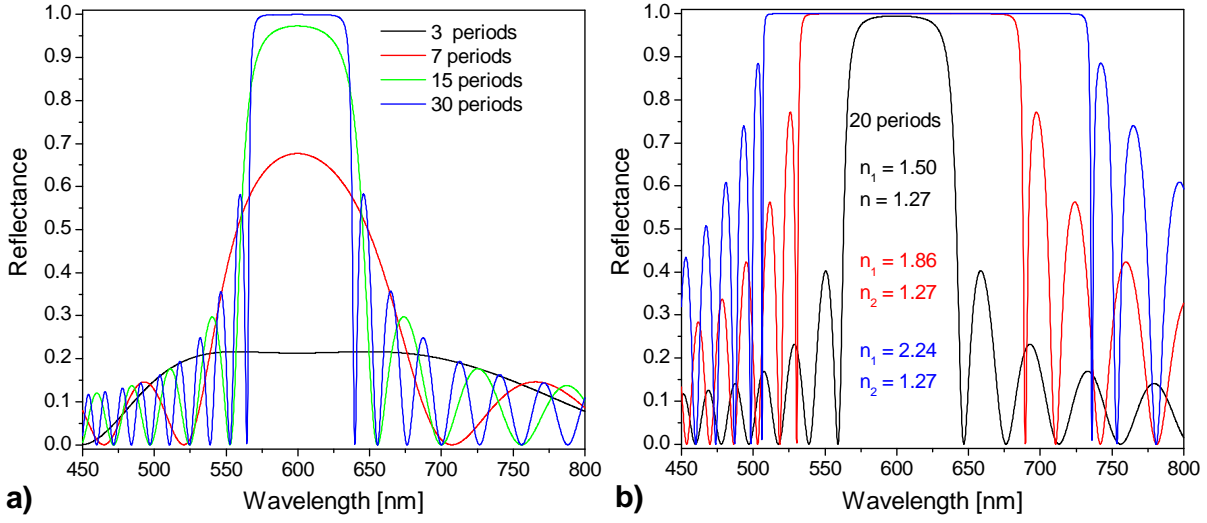 1.0
0.9
0.8
0.7
0.6
0.5
0.4
0.3
0.2
0.1
0.0
Reflectance
3 periods
7 periods
15 periods
30 periods
450 500 550 600 650 700 750 800
Wavelength [nm]
a)
1.0
0.9
0.8
0.7
0.6
0.5
0.4
0.3
0.2
0.1
0.0
Reflectance
20 periods
n1 = 1.50
n = 1.27
n1 = 1.86
n2 = 1.27
n1 = 2.24
n2 = 1.27
450 500 550 600 650 700 750 800
Wavelength [nm]
b)